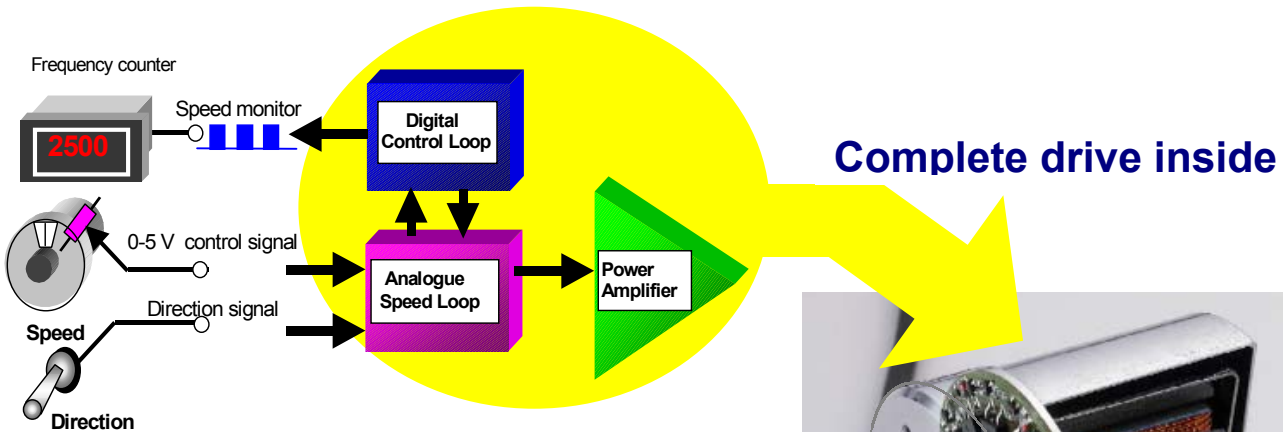 Frequency counter
Speed monitor
2500
Digital
Control Loop
Complete drive inside
0-5 V control signal
Analogue
Speed Loop
Power
Amplifier
Direction signal
Speed
Direction